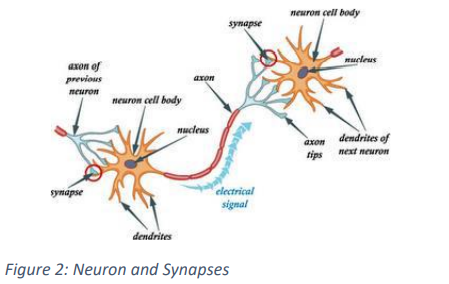 neuron cell body
synapse
nucleus
axon of
previous
neuron
axon
neuron cell body
nucleus
axon
tips
dendrites of
next neuron
synapse
electrical
signal
dendrites
Figure 2: Neuron and Synapses